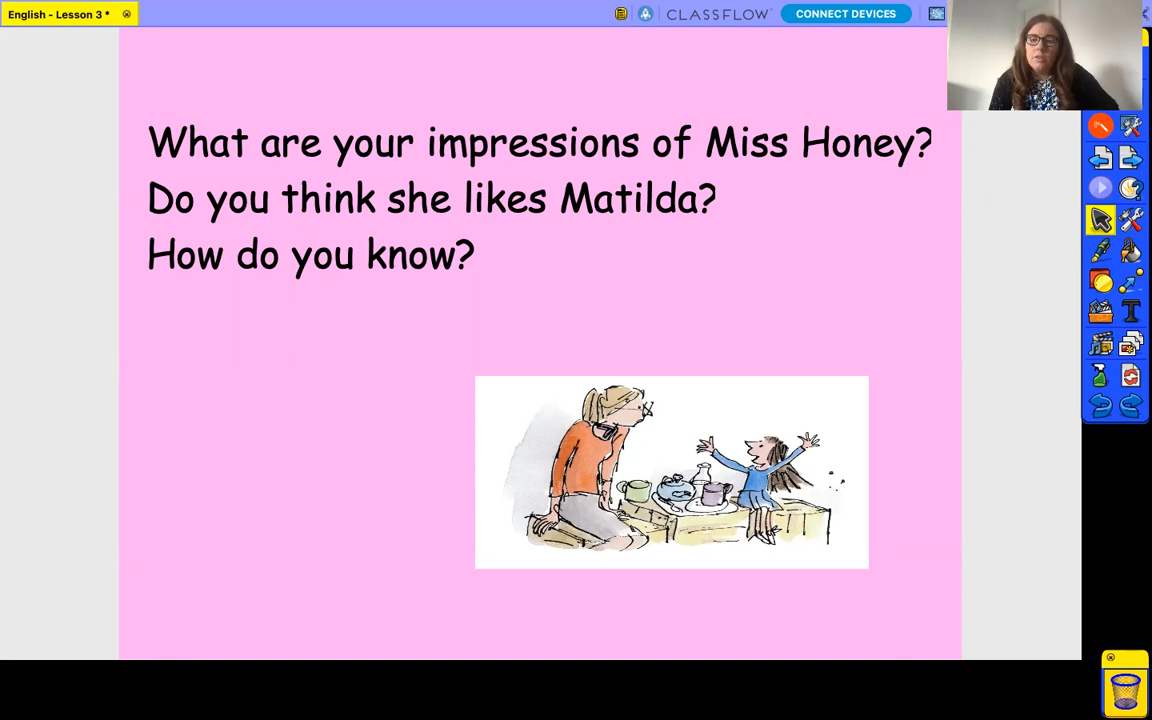 English - Lesson 3 *
CLASSFLOW
CONNECT DEVICES
What are your impressions of Miss Honey?
Do you think she likes Matilda?
How do you know?